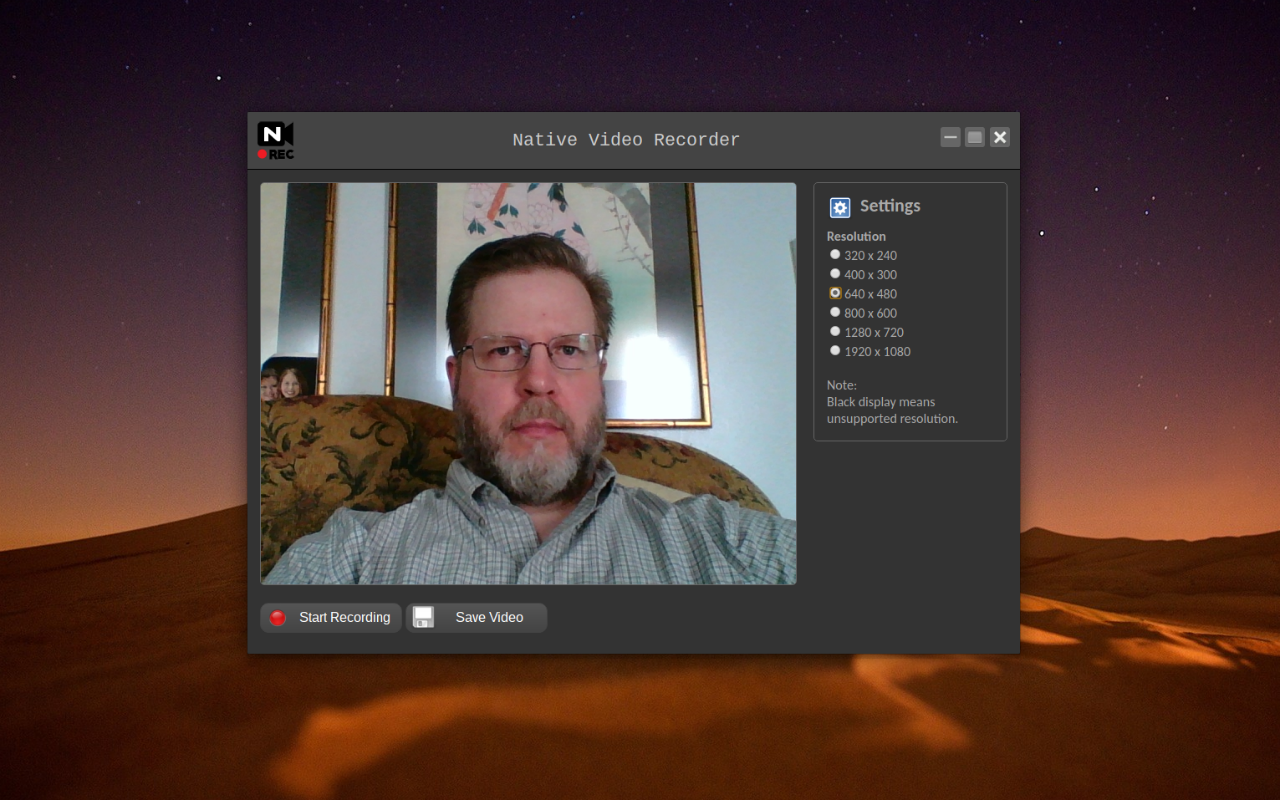 N
REC
Native Video Recorder
Settings
Resolution
320 x 240
400 x 300
640 x 480
800 x 600
1280 x 720
1920 x 1080
Note:
Black display means
unsupported resolution.
Start Recording
Save Video